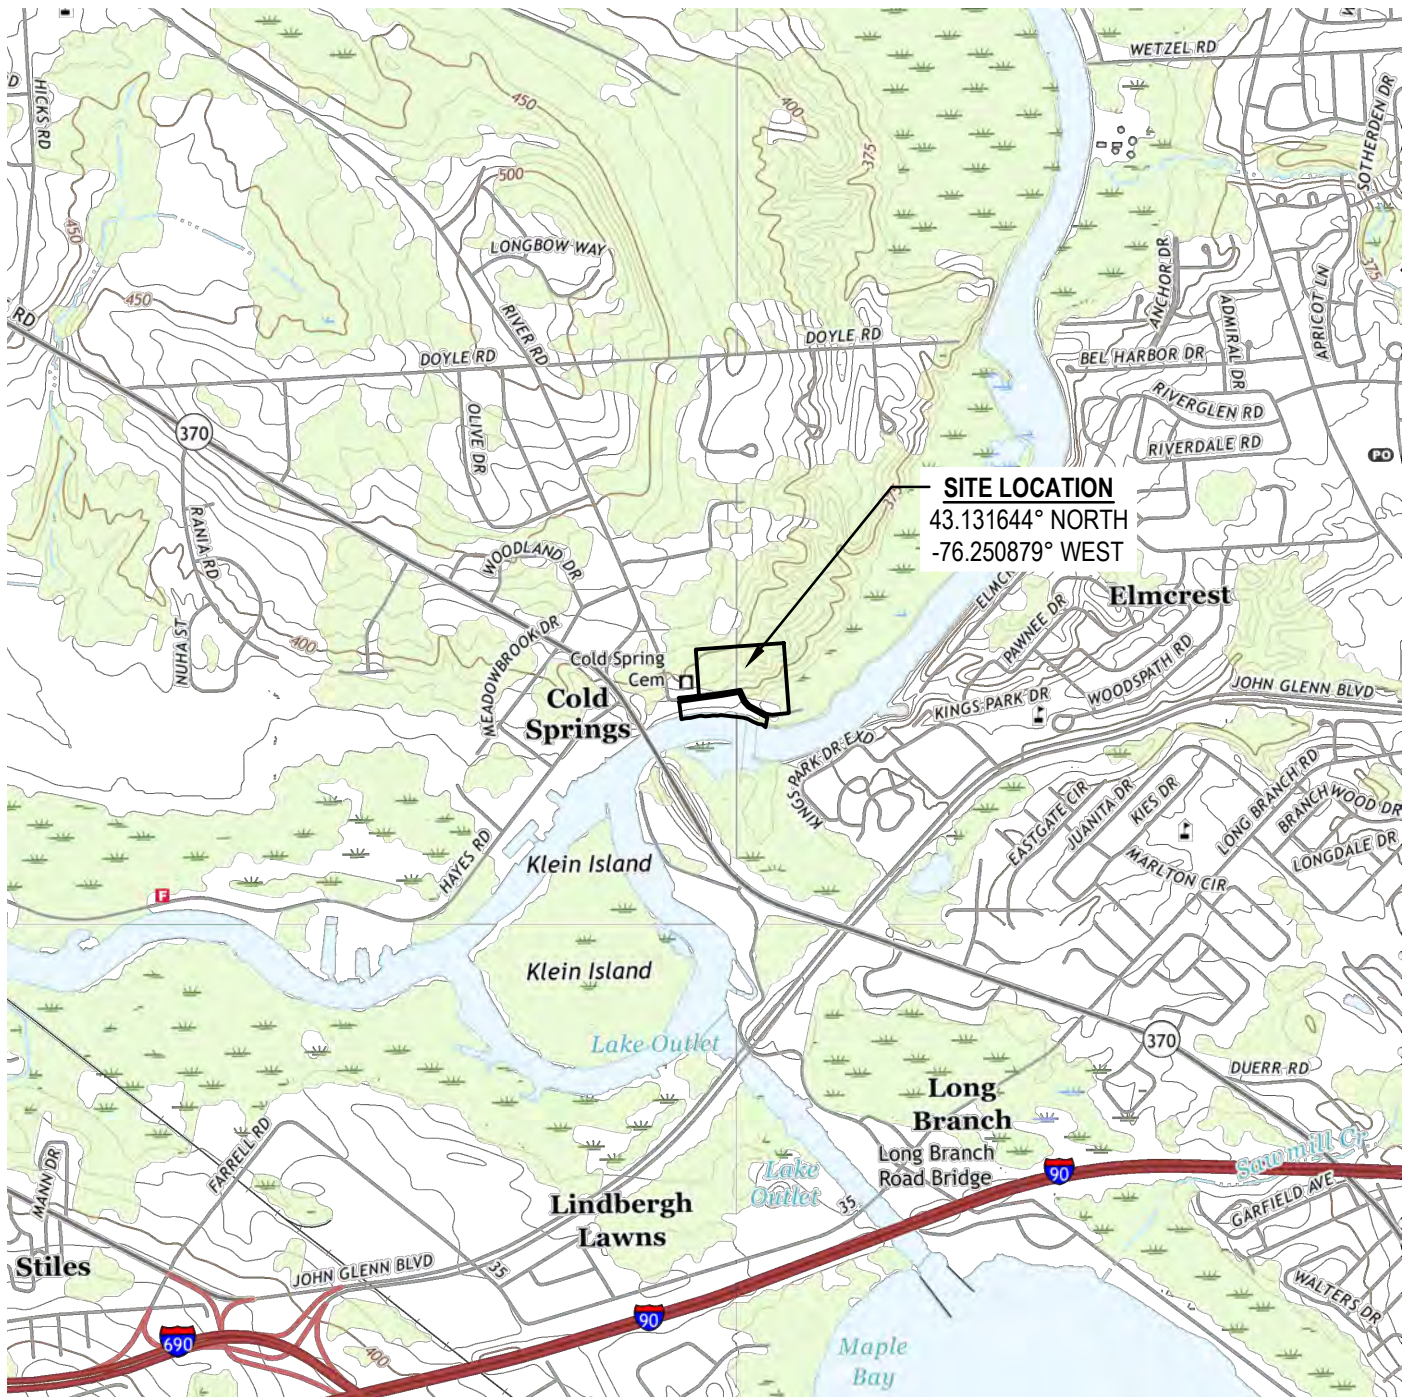 WETZEL RD
HICKS RD
SOTHERDEN DR
450
400
375
500
LONGBOW WAY
450
450
RD
RIVER RD
DOYLE RD
DOYLE RD
ANCHOR DR
ADMIRAL DR
APRICOT LN
375
BEL HARBOR DR
RIVERGLEN RD
RIVERDALE RD
PO
370
OLIVE DR
RANIA RD
NUHA ST
WOODLAND DR
MEADOWBROOK DR
400
SITE LOCATION
43.131644° NORTH
-76.250879° WEST
Elmcrest
PAWNEE DR
WOODSPATH RD
KINGS PARK DR
JOHN GLENN BLVD
Cold Spring
Cem
Cold
Springs
KINGS PARK DR EXD
EASTGATE CIR
JUANITA DR
KIES DR
LONG BRANCH RD
BRANCHWOOD DR
LONGDALE DR
MARLTON CIR
HAYES RD
F
Klein Island
Klein Island
Lake Outlet
370
DUERR RD
Long
Branch
Long Branch
Road Bridge
Sawmill Cr
90
GARFIELD AVE
WALTERS DR
Lake
Outlet
35
MANN DR
FARRELL RD
Lindbergh
Lawns
Stiles
JOHN GLENN BLVD
35
90
690
400
Maple
Bay